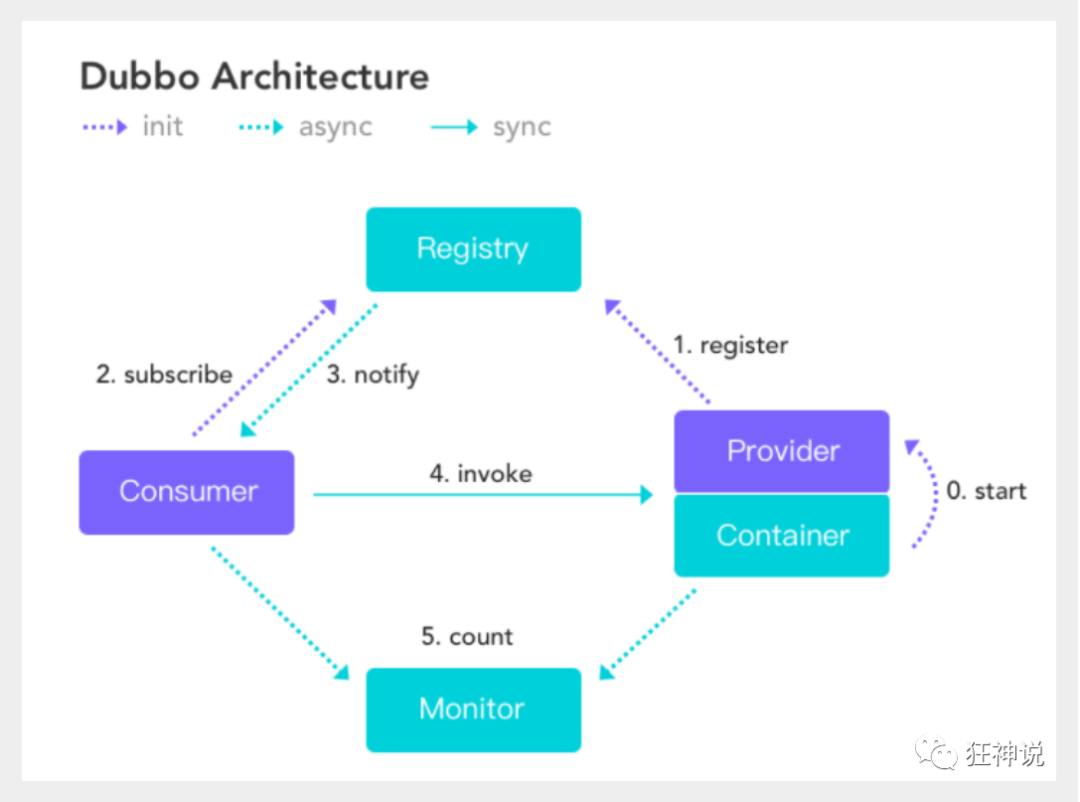 Dubbo Architecture
init async sync
Registry
1. register
2. subscribe 3. notify
Provider
4. invoke
Consumer
0. start
Container
5. count
Monitor
狂神说